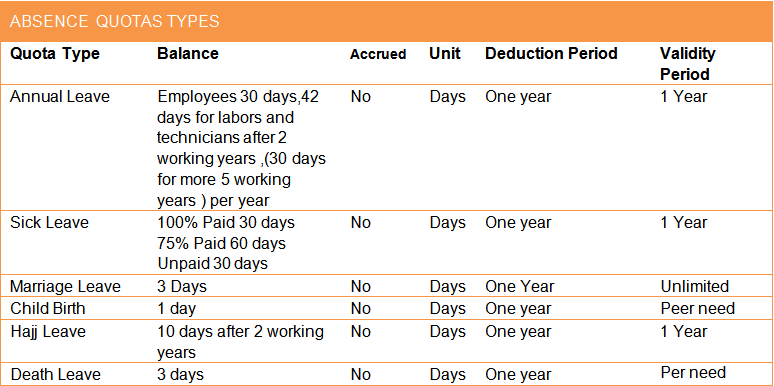 ABSENCE QUOTAS TYPES
Quota Type Balance Accrued Unit Deduction Period Validity Period
Annual Leave Employees 30 days,42 No Days One year 1 Year
days for labors and
technicians after 2
working years ,(30 days
for more 5 working
years ) per year
Sick Leave 100% Paid 30 days No Days One year 1 Year
75% Paid 60 days
Unpaid 30 days
Marriage Leave 3 Days No Days One Year Unlimited
Child Birth 1 day No Days One year Peer need
Hajj Leave 10 days after 2 working No Days One year 1 Year
years
Death Leave 3 days No Days One year Per need